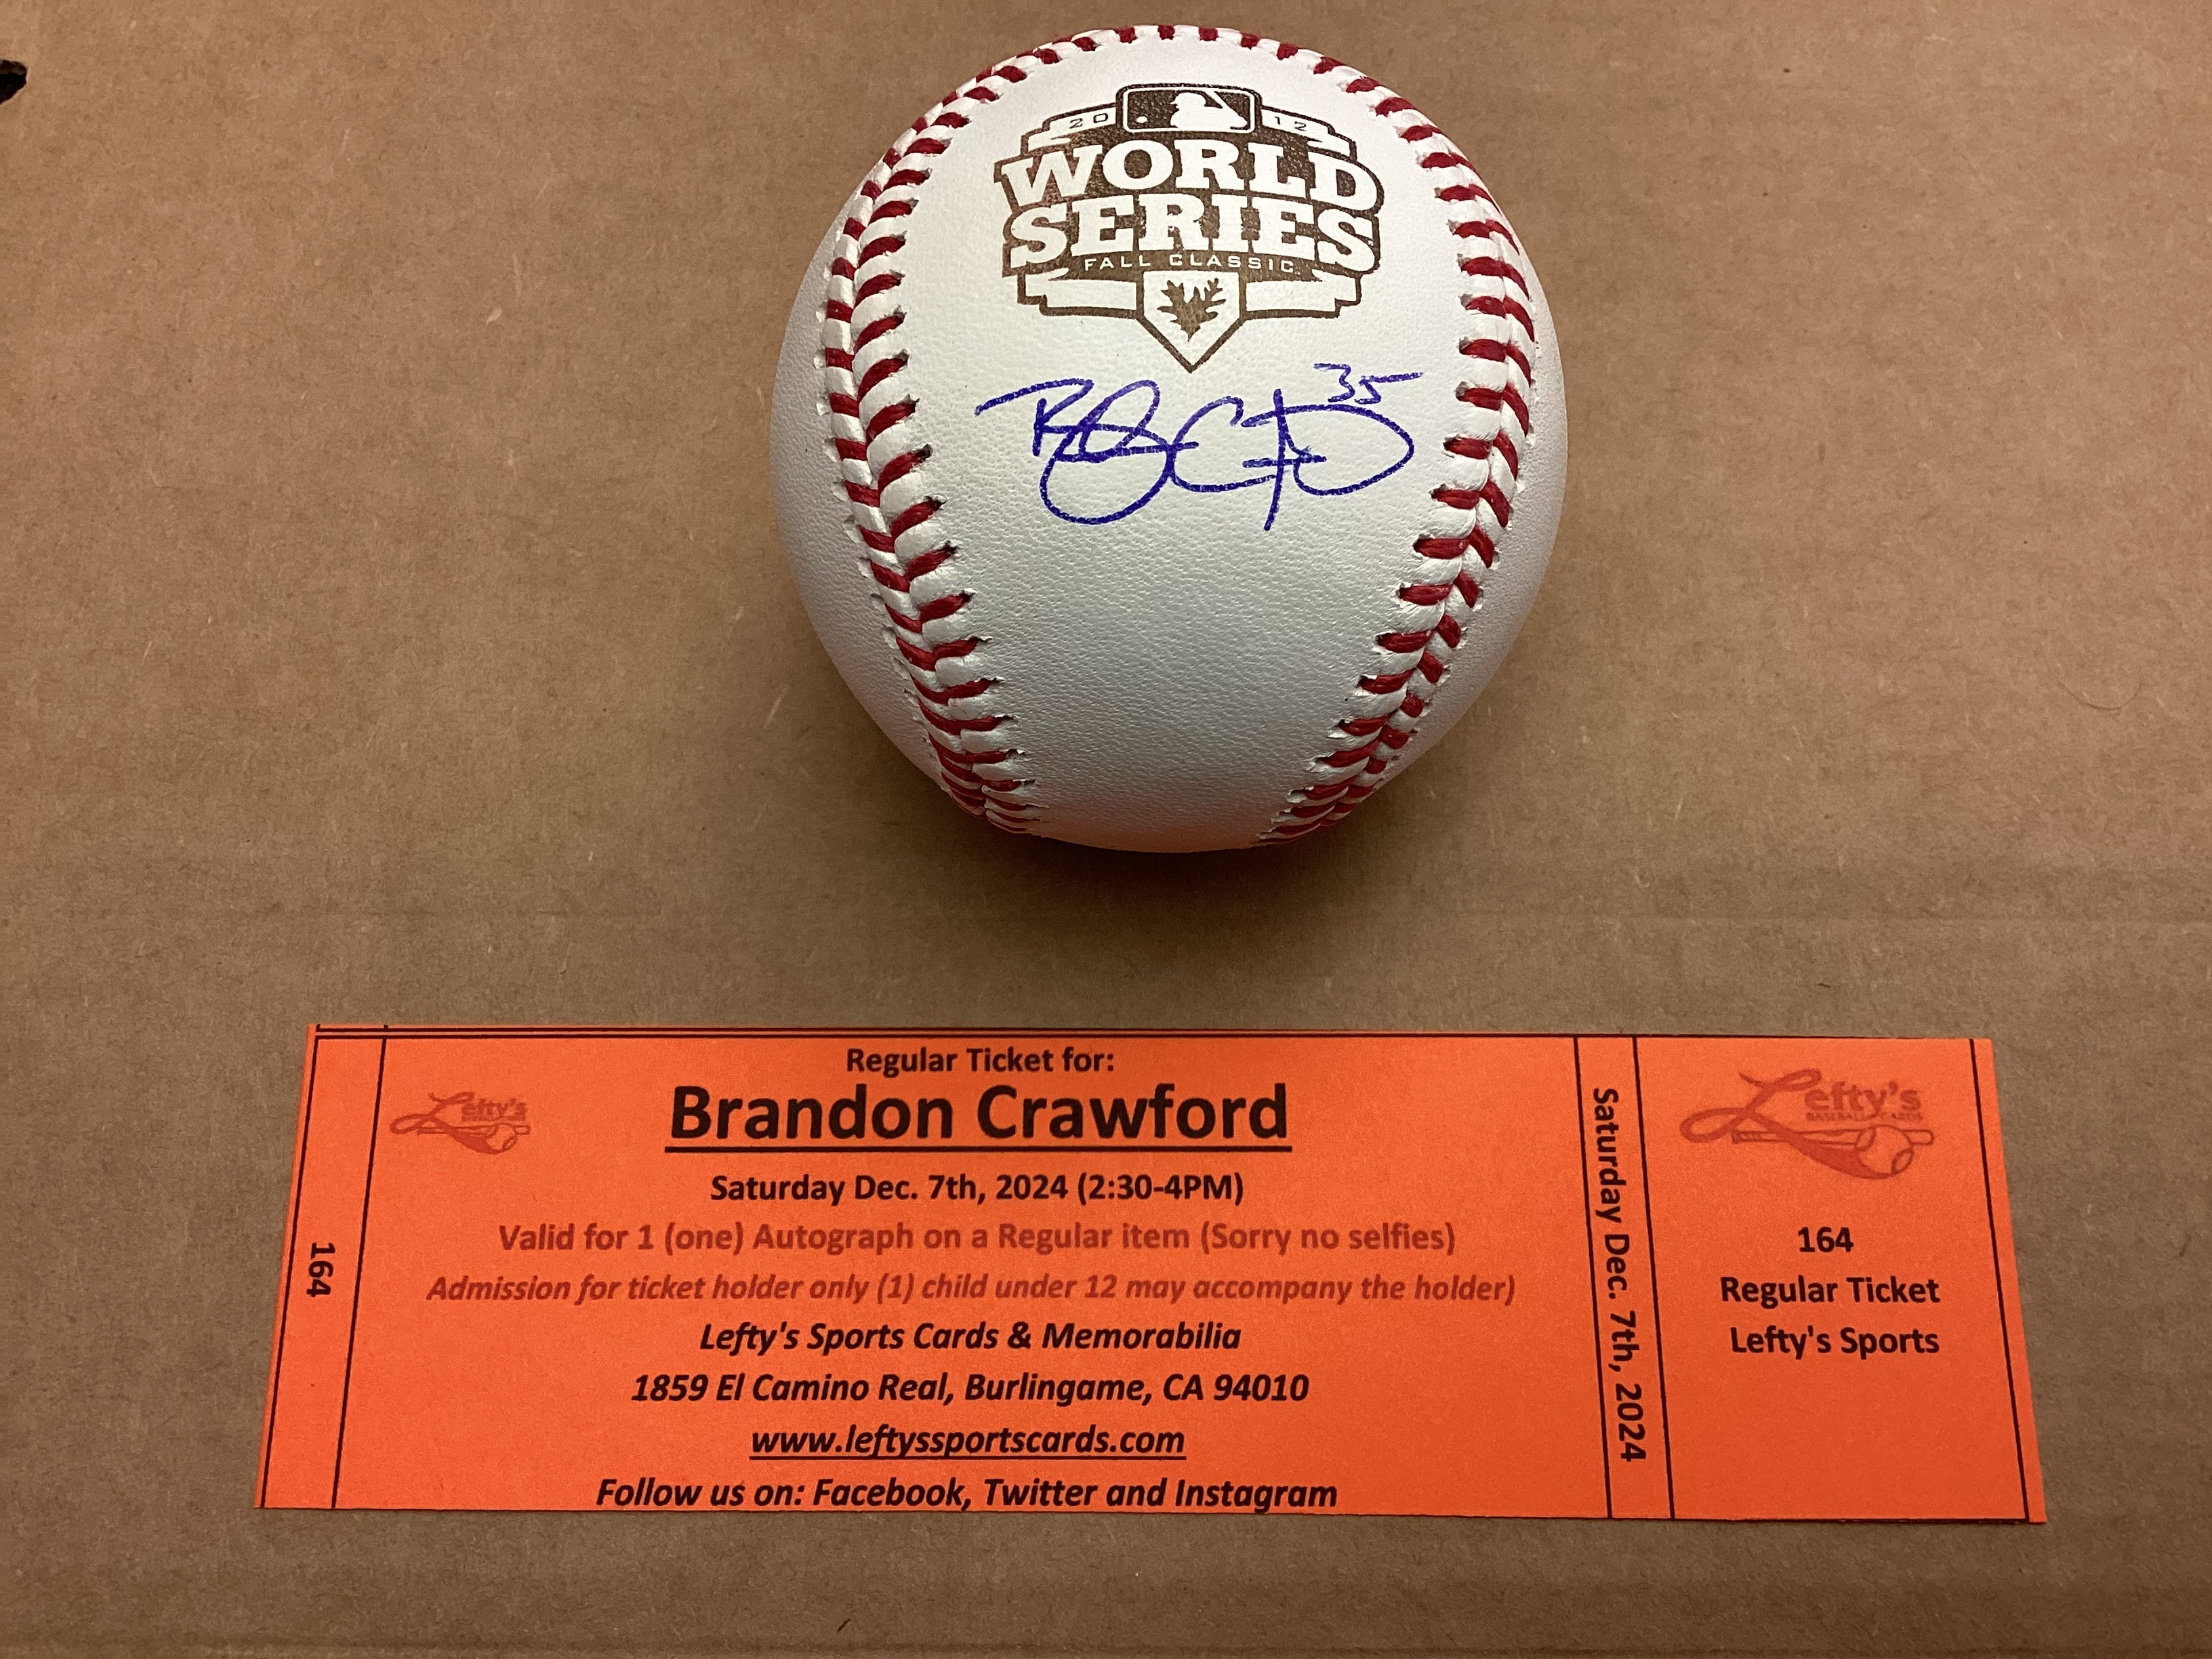 20 12
WORLD
SERIES
FALL CLASSIC
35
Regular Ticket for:
Brandon Crawford
Saturday Dec. 7th, 2024 (2:30-4PM)
Valid for 1 (one) Autograph on a Regular item (Sorry no selfies)
Admission for ticket holder only (1) child under 12 may accompany the holder)
Lefty's Sports Cards & Memorabilia
1859 El Camino Real, Burlingame, CA 94010
www.leftyssportscards.com
Follow us on: Facebook, Twitter and Instagram
164
Lefty's
Saturday Dec. 7th, 2024
Lefty's
BASEBALL CARDS
164
Regular Ticket
Lefty's Sports